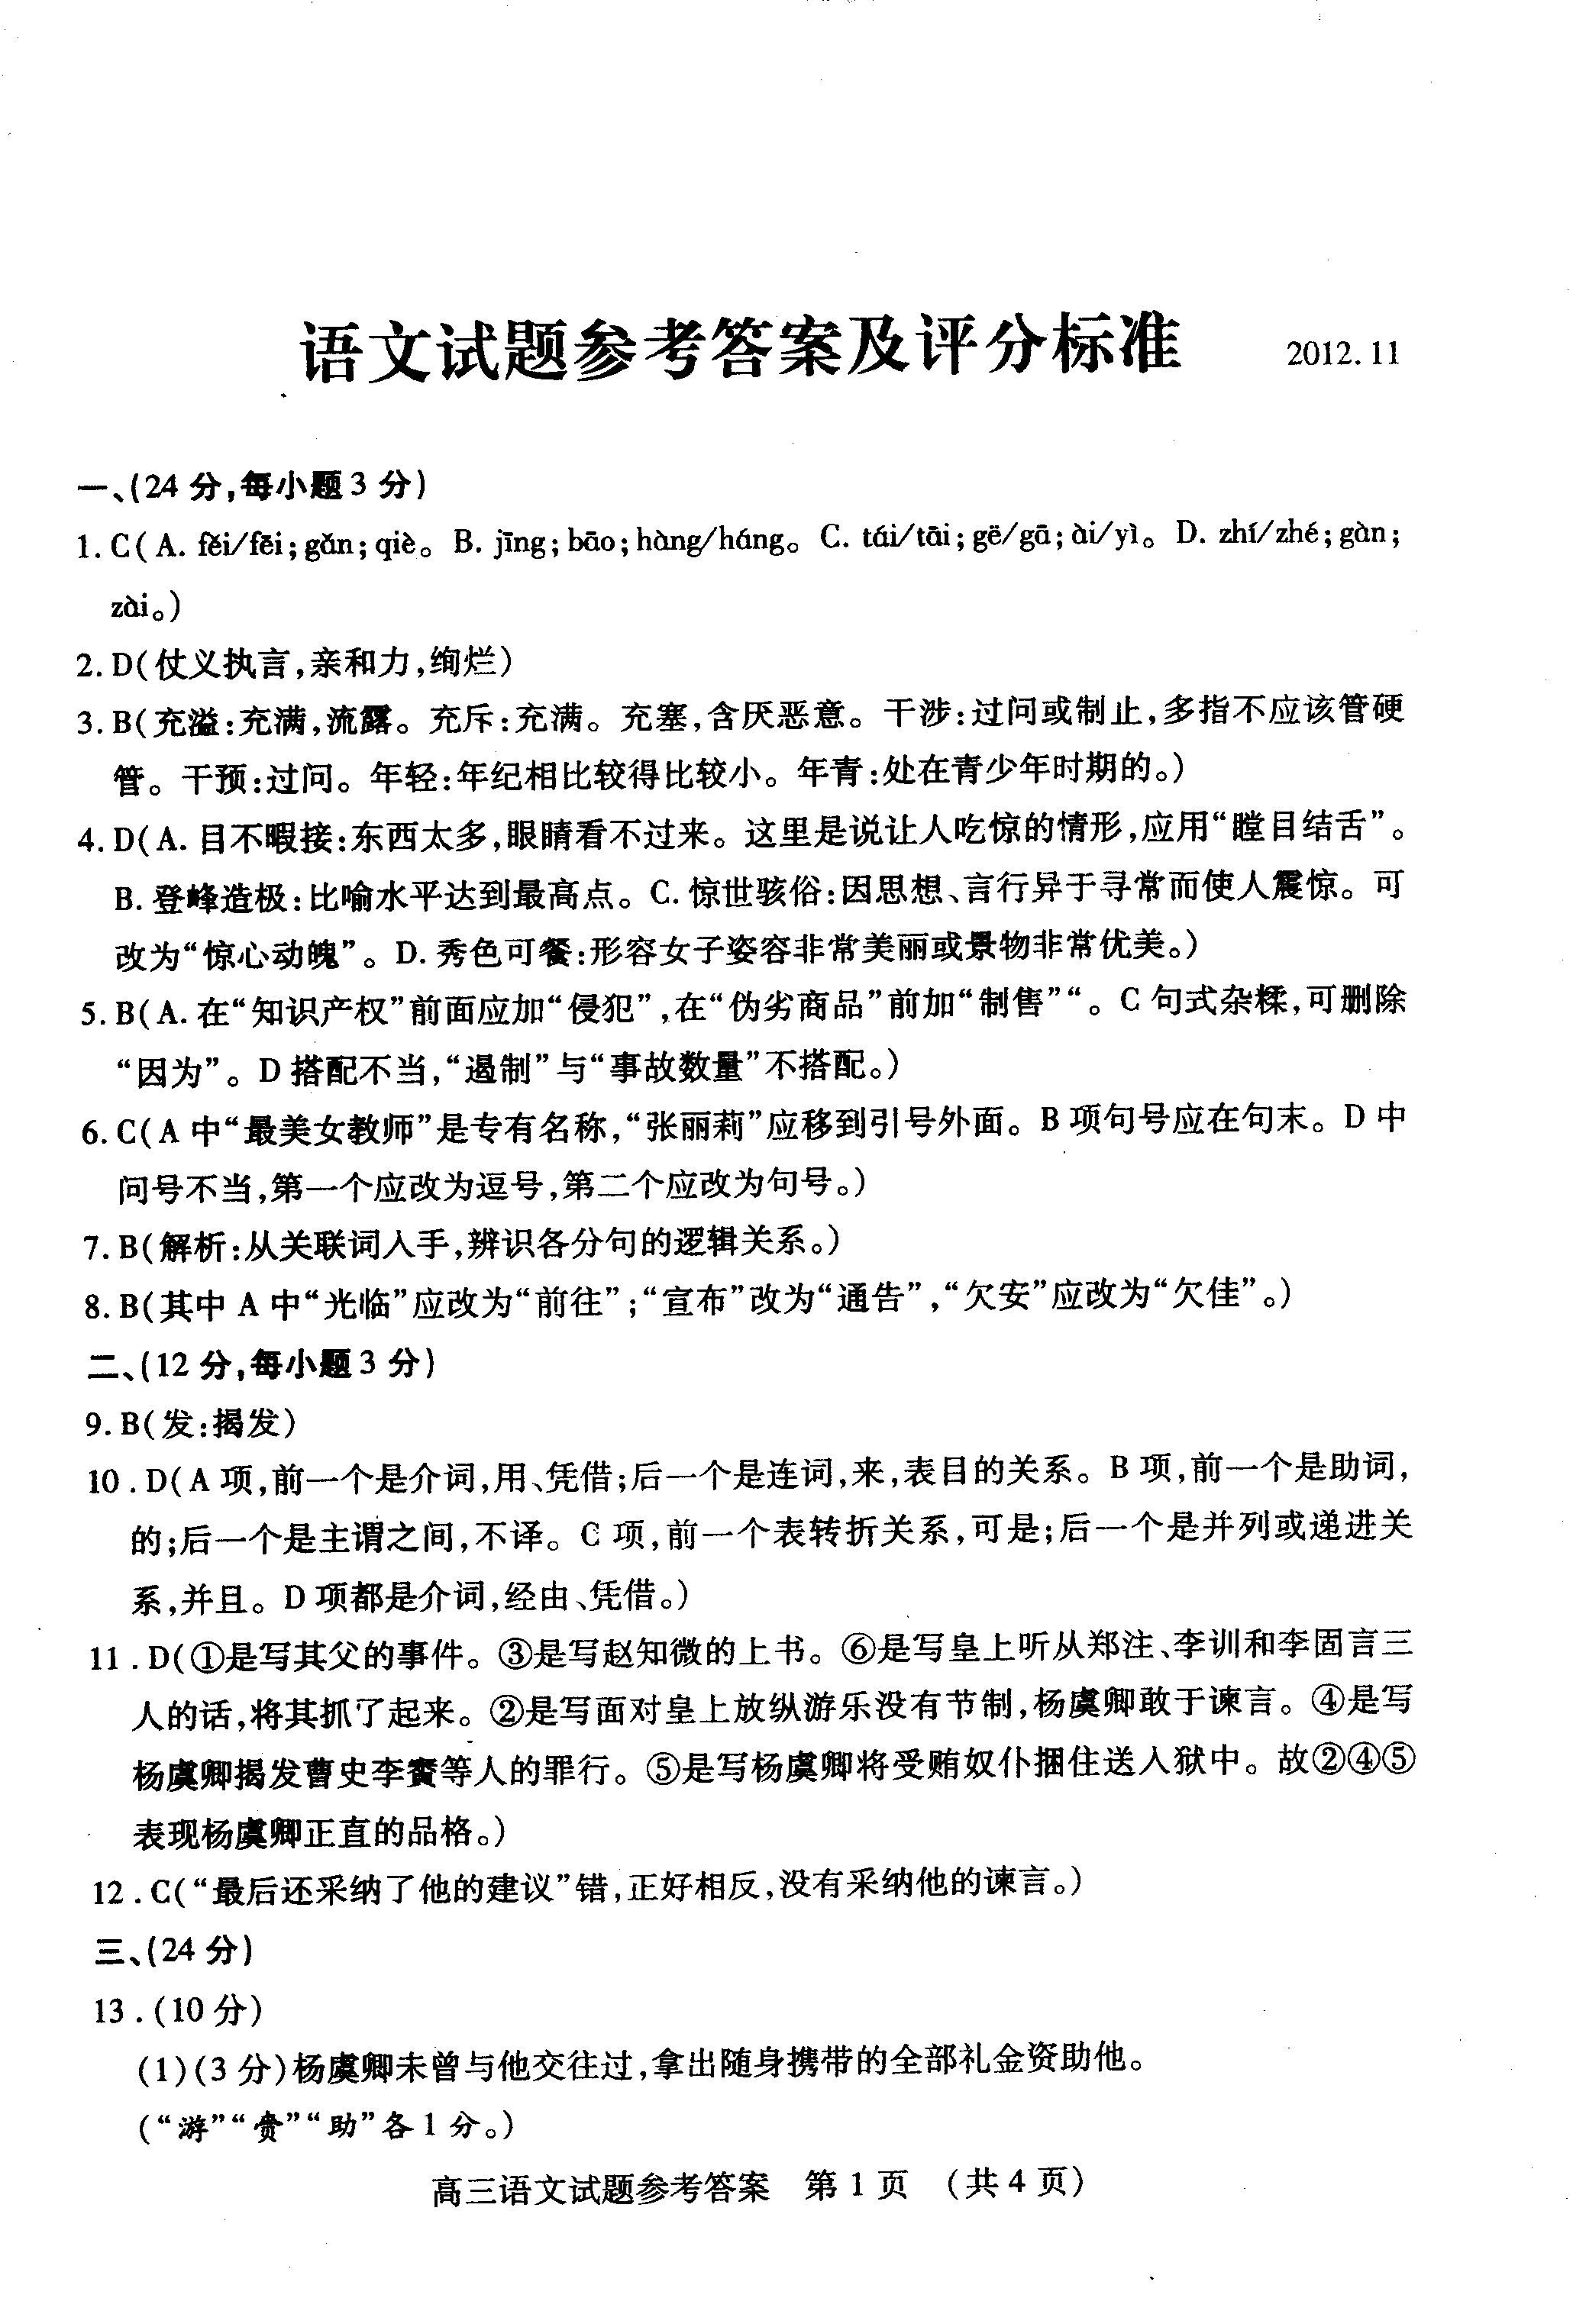 语文试题参考答案及评分标准 2012.11
一、(24分,每小题3分)
1.C(A. fěi/fēi;gǎn;qiè。B. jīng;bāo;hàng/háng。C. tái/tāi;gē/gā;ài/yì。D. zhí/zhé;gàn;
zài。)
2.D(仗义执言,亲和力,绚烂)
3.B(充溢:充满,流露。充斥:充满。充塞,含厌恶意。干涉:过问或制止,多指不应该管硬
管。干预:过问。年轻:年纪相比较得比较小。年青:处在青少年时期的。)
4.D(A.目不暇接:东西太多,眼睛看不过来。这里是说让人吃惊的情形,应用“瞠目结舌”。
B.登峰造极:比喻水平达到最高点。C.惊世骇俗:因思想、言行异于寻常而使人震惊。可
改为“惊心动魄”。D.秀色可餐:形容女子姿容非常美丽或景物非常优美。)
5.B(A.在“知识产权”前面应加“侵犯”,在“伪劣商品”前加“制售”“。C句式杂糅,可删除
“因为”。D搭配不当,“遏制”与“事故数量”不搭配。)
6.C(A中“最美女教师”是专有名称,“张丽莉”应移到引号外面。B项句号应在句末。D中
问号不当,第一个应改为逗号,第二个应改为句号。)
7.B(解析:从关联词入手,辨识各分句的逻辑关系。)
8.B(其中A中“光临”应改为“前往”;“宣布”改为“通告”,“欠安”应改为“欠佳”。)
二、(12分,每小题3分)
9.B(发:揭发)
10.D(A项,前一个是介词,用、凭借;后一个是连词,来,表目的关系。B项,前一个是助词,
的;后一个是主谓之间,不译。C项,前一个表转折关系,可是;后一个是并列或递进关
系,并且。D项都是介词,经由、凭借。)
11.D(①是写其父的事件。③是写赵知微的上书。⑥是写皇上听从郑注、李训和李固言三
人的话,将其抓了起来。②是写面对皇上放纵游乐没有节制,杨虞卿敢于谏言。④是写
杨虞卿揭发曹史李賨等人的罪行。⑤是写杨虞卿将受贿奴仆捆住送入狱中。故②④⑤
表现杨虞卿正直的品格。)
12.C(“最后还采纳了他的建议”错,正好相反,没有采纳他的谏言。)
三、(24分)
13.(10分)
(1)(3分)杨虞卿未曾与他交往过,拿出随身携带的全部礼金资助他。
(“游”“赍”“助”各1分。)
高三语文试题参考答案 第1页 (共4页)